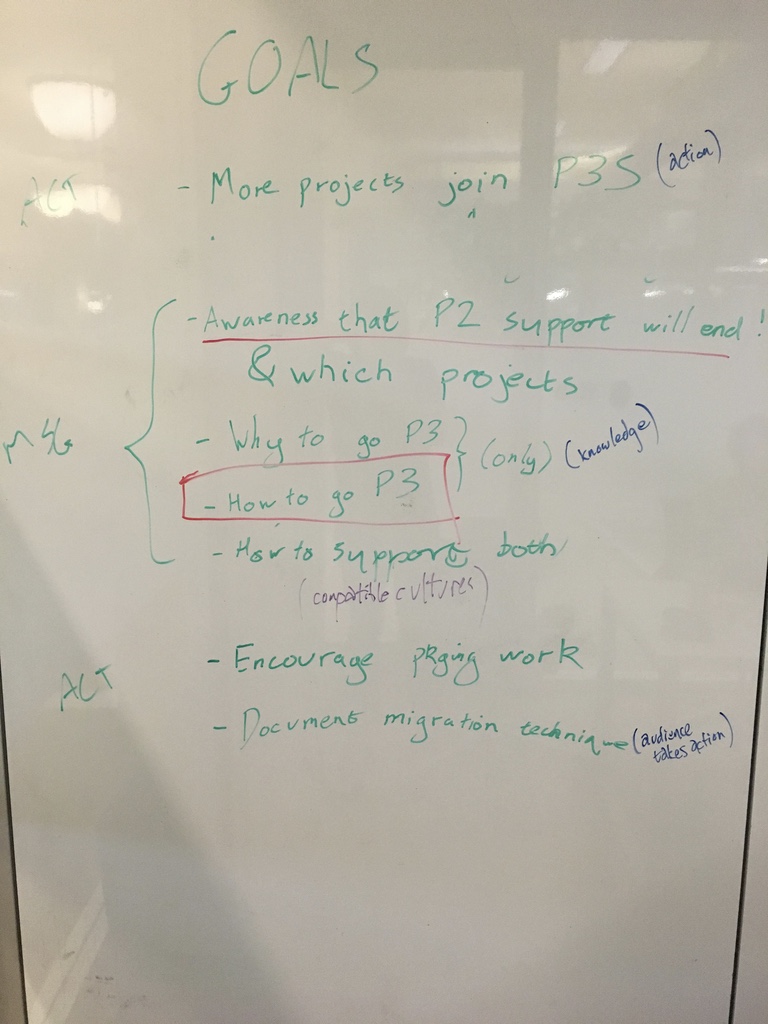 GOALS
ACT - More projects join P3S (action)
- Awareness that P2 support will end!
& which projects
MSG
- Why to go P3
(only) (knowledge)
- How to go P3
- How to support both
(compatible cultures)
- Encourage pkging work
ACT
- Document migration technique (audience
takes action)